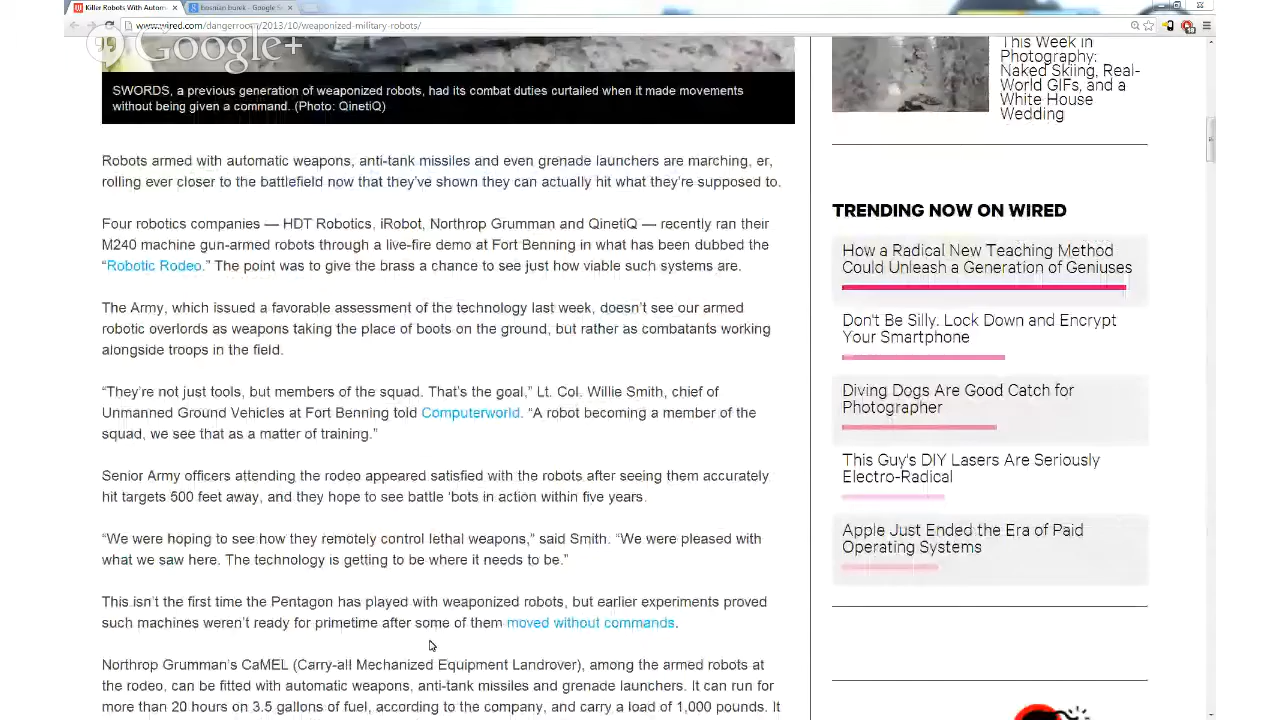 Killer Robots With Autom
bosnian burek - Google
www.wired.com/dangerroom/2013/10/weaponized-military-robots/
Google+
SWORDS, a previous generation of weaponized robots, had its combat duties curtailed when it made movements
without being given a command. (Photo: QinetiQ)
Robots armed with automatic weapons, anti-tank missiles and even grenade launchers are marching, er,
rolling ever closer to the battlefield now that they’ve shown they can actually hit what they’re supposed to.
Four robotics companies — HDT Robotics, iRobot, Northrop Grumman and QinetiQ — recently ran their
M240 machine gun-armed robots through a live-fire demo at Fort Benning in what has been dubbed the
“Robotic Rodeo.” The point was to give the brass a chance to see just how viable such systems are.
The Army, which issued a favorable assessment of the technology last week, doesn’t see our armed
robotic overlords as weapons taking the place of boots on the ground, but rather as combatants working
alongside troops in the field.
“They’re not just tools, but members of the squad. That’s the goal,” Lt. Col. Willie Smith, chief of
Unmanned Ground Vehicles at Fort Benning told Computerworld. “A robot becoming a member of the
squad, we see that as a matter of training.”
Senior Army officers attending the rodeo appeared satisfied with the robots after seeing them accurately
hit targets 500 feet away, and they hope to see battle ‘bots in action within five years.
“We were hoping to see how they remotely control lethal weapons,” said Smith. “We were pleased with
what we saw here. The technology is getting to be where it needs to be.”
This isn’t the first time the Pentagon has played with weaponized robots, but earlier experiments proved
such machines weren’t ready for primetime after some of them moved without commands.
Northrop Grumman’s CaMEL (Carry-all Mechanized Equipment Landrover), among the armed robots at
the rodeo, can be fitted with automatic weapons, anti-tank missiles and grenade launchers. It can run for
more than 20 hours on 3.5 gallons of fuel, according to the company, and carry a load of 1,000 pounds. It
This Week in
Photography:
Naked Skiing, Real-
World GIFs, and a
White House
Wedding
TRENDING NOW ON WIRED
How a Radical New Teaching Method
Could Unleash a Generation of Geniuses
Don't Be Silly. Lock Down and Encrypt
Your Smartphone
Diving Dogs Are Good Catch for
Photographer
This Guy's DIY Lasers Are Seriously
Electro-Radical
Apple Just Ended the Era of Paid
Operating Systems